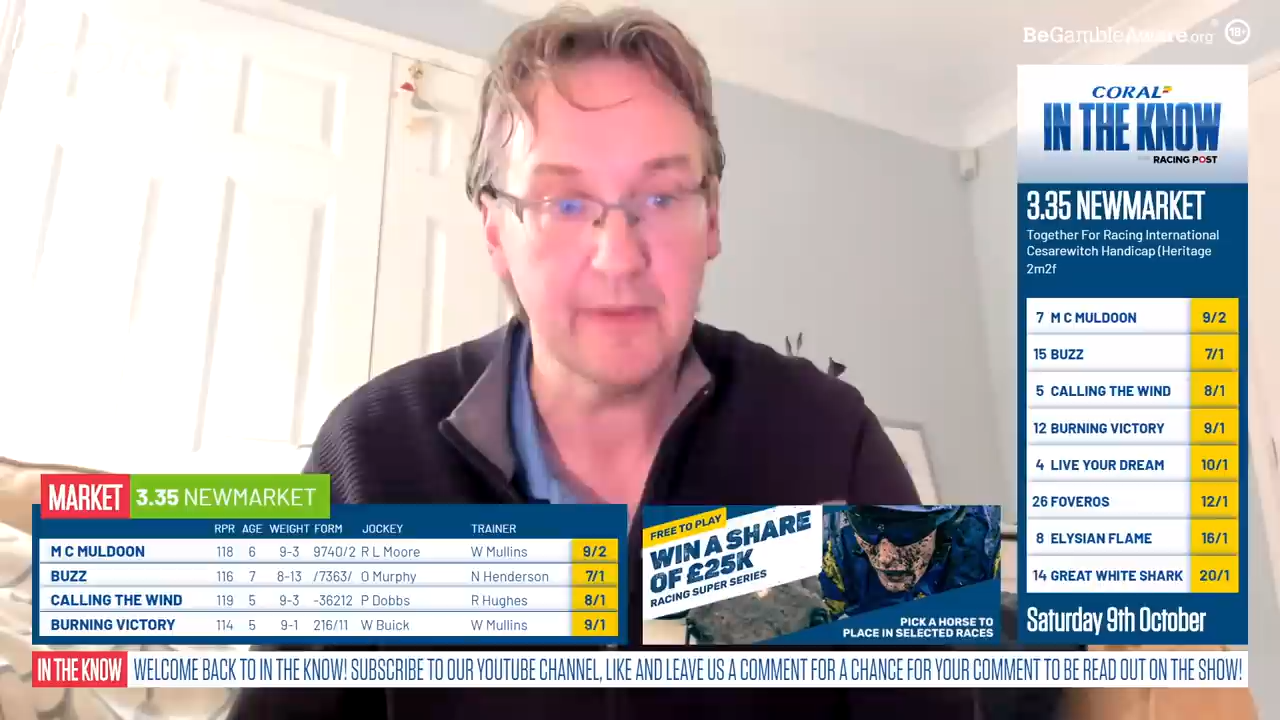 BeGambleAware.org® 18+
CORAL
IN THE KNOW
RACING POST
3.35 NEWMARKET
Together For Racing International
Cesarewitch Handicap (Heritage
2m2f
7 M C MULDOON 9/2
15 BUZZ 7/1
5 CALLING THE WIND 8/1
12 BURNING VICTORY 9/1
4 LIVE YOUR DREAM 10/1
26 FOVEROS 12/1
8 ELYSIAN FLAME 16/1
14 GREAT WHITE SHARK 20/1
Saturday 9th October
MARKET 3.35 NEWMARKET
RPR AGE WEIGHT FORM JOCKEY TRAINER
M C MULDOON 118 6 9-3 9740/2 R L Moore W Mullins 9/2
BUZZ 116 7 8-13 /7363/ O Murphy N Henderson 7/1
CALLING THE WIND 119 5 9-3 -36212 P Dobbs R Hughes 8/1
BURNING VICTORY 114 5 9-1 216/11 W Buick W Mullins 9/1
FREE TO PLAY
WIN A SHARE
OF £25K
RACING SUPER SERIES
PICK A HORSE TO
PLACE IN SELECTED RACES
IN THE KNOW WELCOME BACK TO IN THE KNOW! SUBSCRIBE TO OUR YOUTUBE CHANNEL, LIKE AND LEAVE US A COMMENT FOR A CHANCE FOR YOUR COMMENT TO BE READ OUT ON THE SHOW!